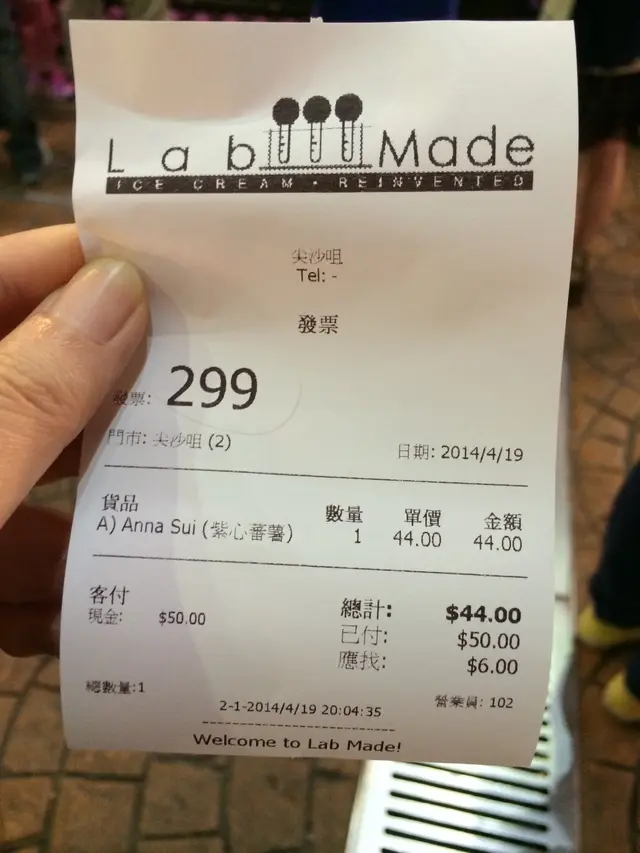 Lab Made
ICE CREAM · REINVENTED
尖沙咀
Tel: -
發票
發票: 299
門市: 尖沙咀 (2) 日期: 2014/4/19
貨品 數量 單價 金額
A) Anna Sui (紫心蕃薯) 1 44.00 44.00
客付 總計: $44.00
現金: $50.00 已付: $50.00
應找: $6.00
總數量:1 營業員: 102
2-1-2014/4/19 20:04:35
Welcome to Lab Made!